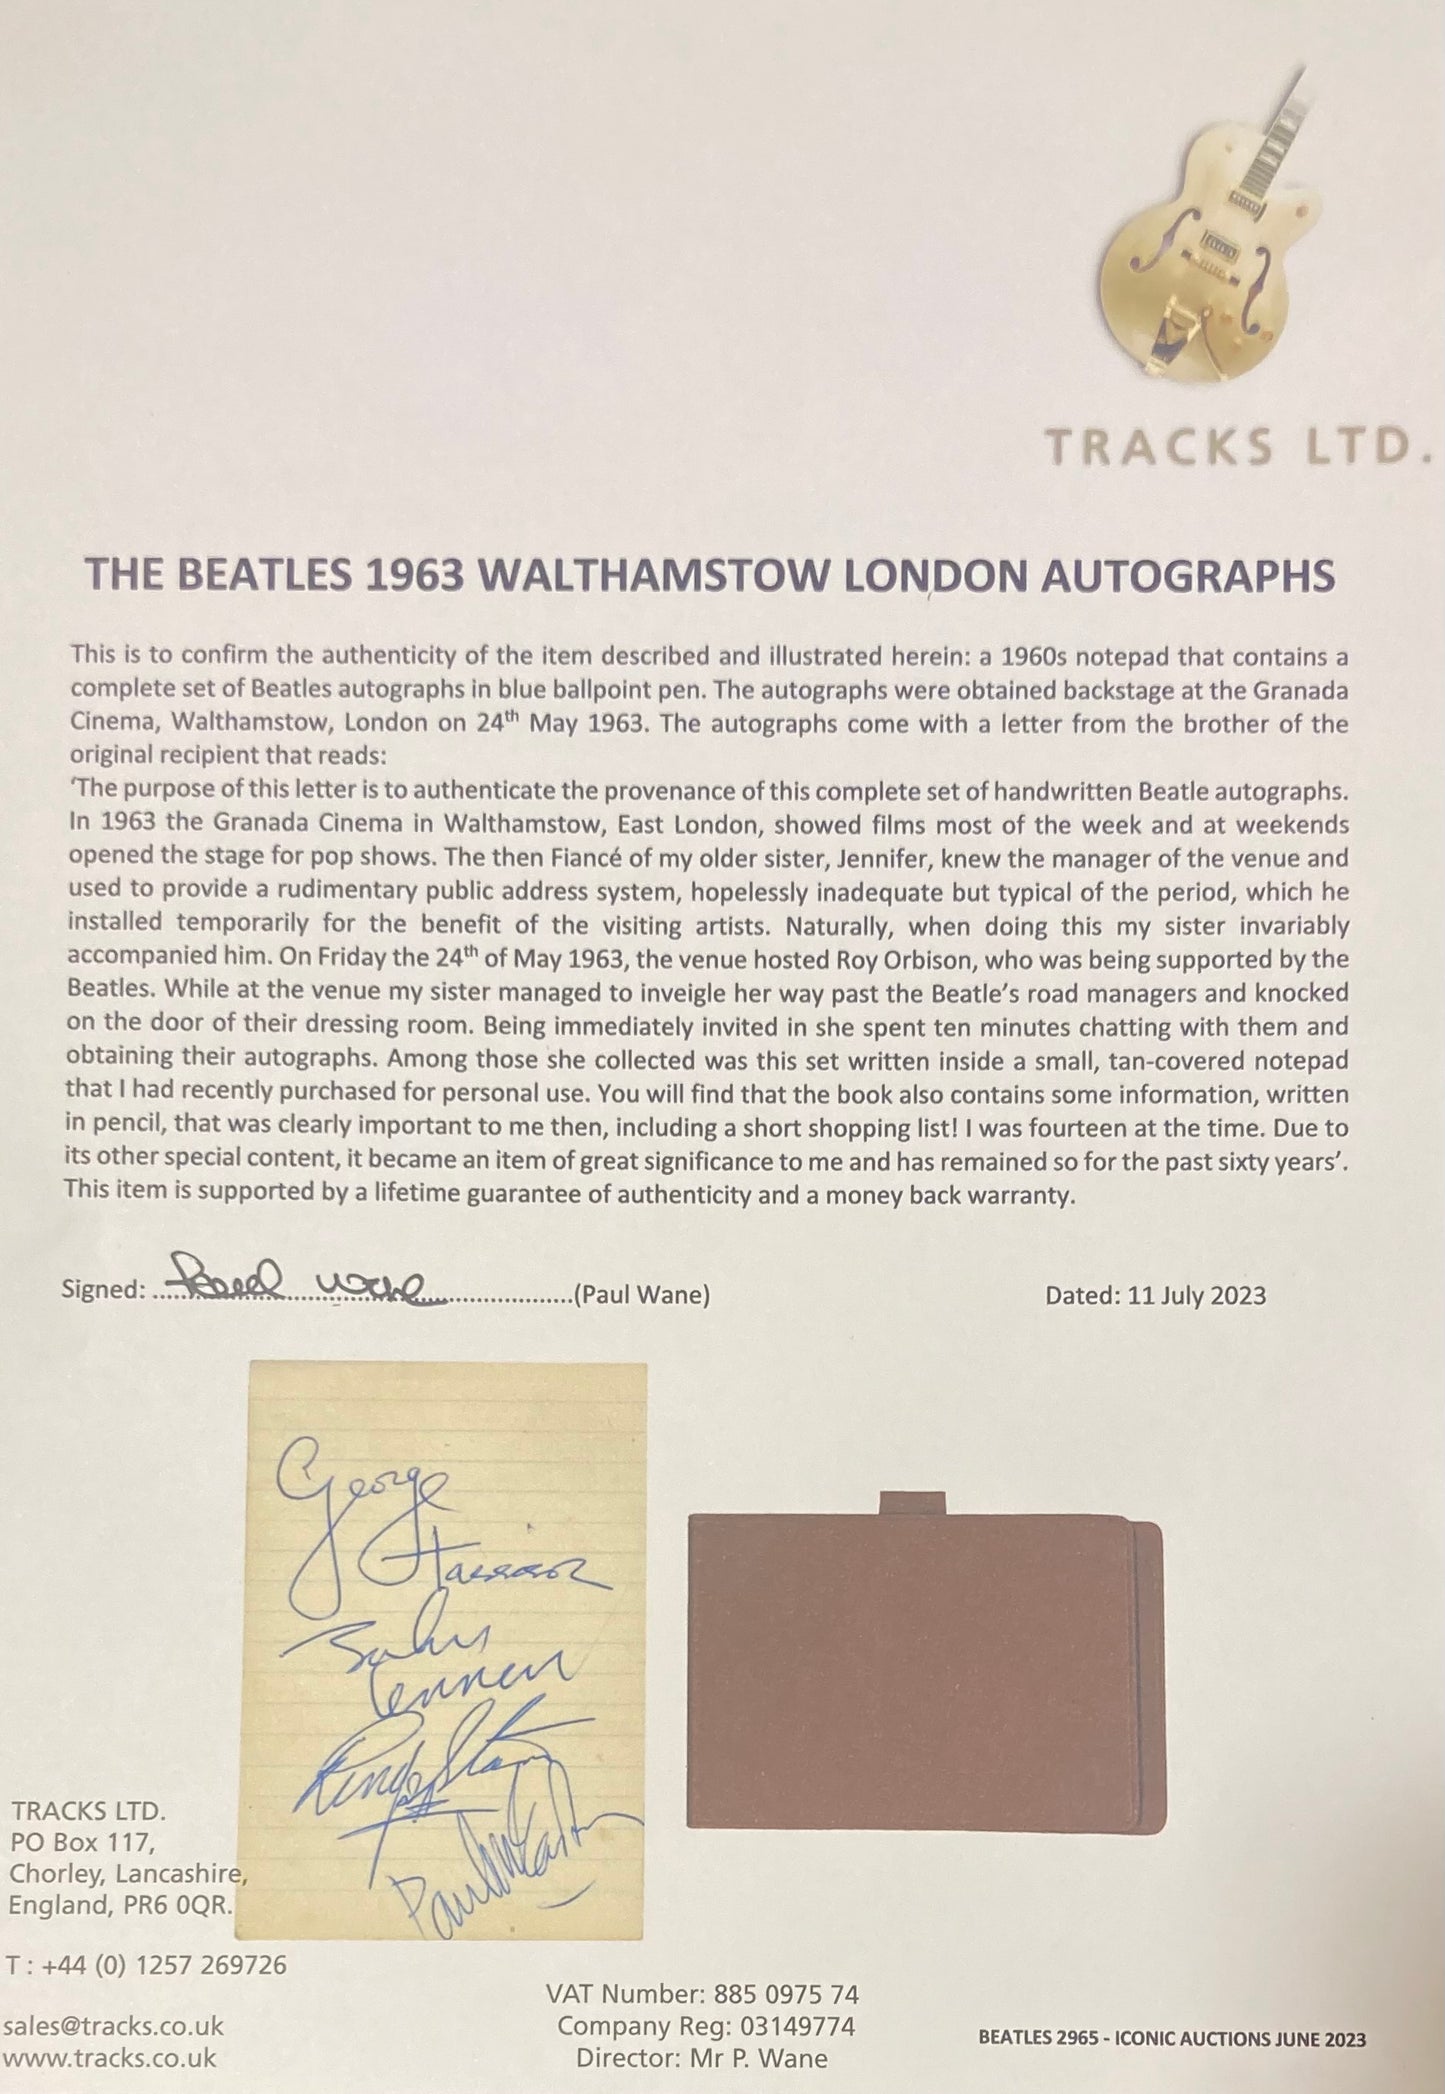 TRACKS LTD.
THE BEATLES 1963 WALTHAMSTOW LONDON AUTOGRAPHS
This is to confirm the authenticity of the item described and illustrated herein: a 1960s notepad that contains a
complete set of Beatles autographs in blue ballpoint pen. The autographs were obtained backstage at the Granada
Cinema, Walthamstow, London on 24th May 1963. The autographs come with a letter from the brother of the
original recipient that reads:
‘The purpose of this letter is to authenticate the provenance of this complete set of handwritten Beatle autographs.
In 1963 the Granada Cinema in Walthamstow, East London, showed films most of the week and at weekends
opened the stage for pop shows. The then Fiancé of my older sister, Jennifer, knew the manager of the venue and
used to provide a rudimentary public address system, hopelessly inadequate but typical of the period, which he
installed temporarily for the benefit of the visiting artists. Naturally, when doing this my sister invariably
accompanied him. On Friday the 24th of May 1963, the venue hosted Roy Orbison, who was being supported by the
Beatles. While at the venue my sister managed to inveigle her way past the Beatle’s road managers and knocked
on the door of their dressing room. Being immediately invited in she spent ten minutes chatting with them and
obtaining their autographs. Among those she collected was this set written inside a small, tan-covered notepad
that I had recently purchased for personal use. You will find that the book also contains some information, written
in pencil, that was clearly important to me then, including a short shopping list! I was fourteen at the time. Due to
its other special content, it became an item of great significance to me and has remained so for the past sixty years’.
This item is supported by a lifetime guarantee of authenticity and a money back warranty.
Signed: Paul Wane (Paul Wane) Dated: 11 July 2023
George
Harrison
John
Lennon
Ringo Starr
Paul McCartney
TRACKS LTD.
PO Box 117,
Chorley, Lancashire,
England, PR6 0QR.
T : +44 (0) 1257 269726
sales@tracks.co.uk
www.tracks.co.uk
VAT Number: 885 0975 74
Company Reg: 03149774
Director: Mr P. Wane
BEATLES 2965 - ICONIC AUCTIONS JUNE 2023